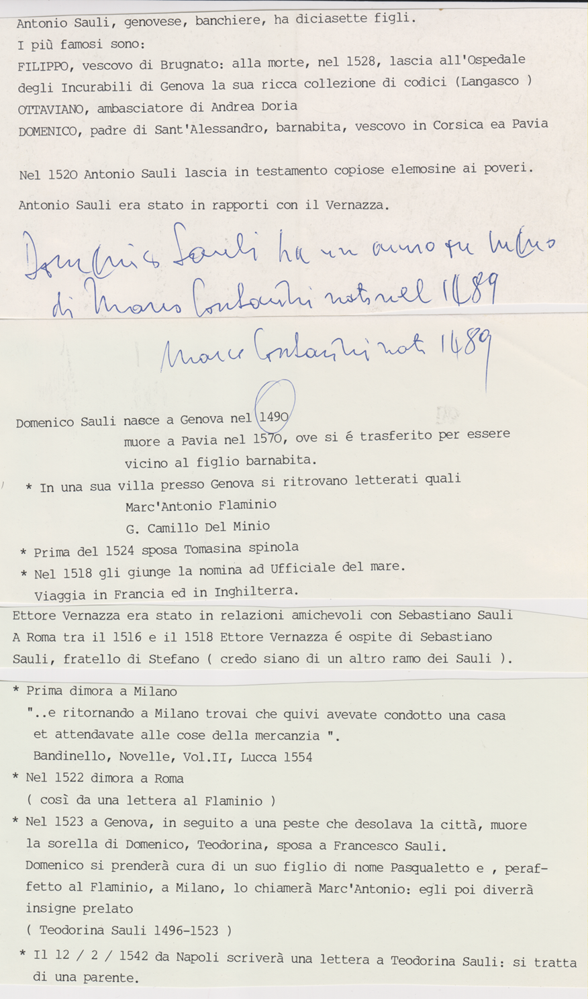 Antonio Sauli, genovese, banchiere, ha diciasette figli.
I più famosi sono:
FILIPPO, vescovo di Brugnato: alla morte, nel 1528, lascia all'Ospedale
degli Incurabili di Genova la sua ricca collezione di codici (Langasco )
OTTAVIANO, ambasciatore di Andrea Doria
DOMENICO, padre di Sant'Alessandro, barnabita, vescovo in Corsica ea Pavia
Nel 1520 Antonio Sauli lascia in testamento copiose elemosine ai poveri.
Antonio Sauli era stato in rapporti con il Vernazza.
Domenico Sauli ha un anno in meno
di Marco Contarini nato nel 1489
Marco Contarini nato 1489
Domenico Sauli nasce a Genova nel 1490
muore a Pavia nel 1570, ove si é trasferito per essere
vicino al figlio barnabita.
* In una sua villa presso Genova si ritrovano letterati quali
Marc'Antonio Flaminio
G. Camillo Del Minio
* Prima del 1524 sposa Tomasina spinola
* Nel 1518 gli giunge la nomina ad Ufficiale del mare.
Viaggia in Francia ed in Inghilterra.
Ettore Vernazza era stato in relazioni amichevoli con Sebastiano Sauli
A Roma tra il 1516 e il 1518 Ettore Vernazza é ospite di Sebastiano
Sauli, fratello di Stefano ( credo siano di un altro ramo dei Sauli ).
* Prima dimora a Milano
"..e ritornando a Milano trovai che quivi avevate condotto una casa
et attendavate alle cose della mercanzia ".
Bandinello, Novelle, Vol.II, Lucca 1554
* Nel 1522 dimora a Roma
( così da una lettera al Flaminio )
* Nel 1523 a Genova, in seguito a una peste che desolava la città, muore
la sorella di Domenico, Teodorina, sposa a Francesco Sauli.
Domenico si prenderà cura di un suo figlio di nome Pasqualetto e , peraf-
fetto al Flaminio, a Milano, lo chiamerà Marc'Antonio: egli poi diverrà
insigne prelato
( Teodorina Sauli 1496-1523 )
* Il 12 / 2 / 1542 da Napoli scriverà una lettera a Teodorina Sauli: si tratta
di una parente.